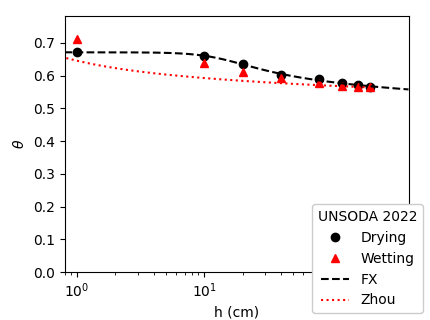 0.7
0.6
0.5
θ
0.4
0.3
0.2
0.1
0.0
10⁰ 10¹
h (cm)
UNSODA 2022
Drying
Wetting
FX
Zhou